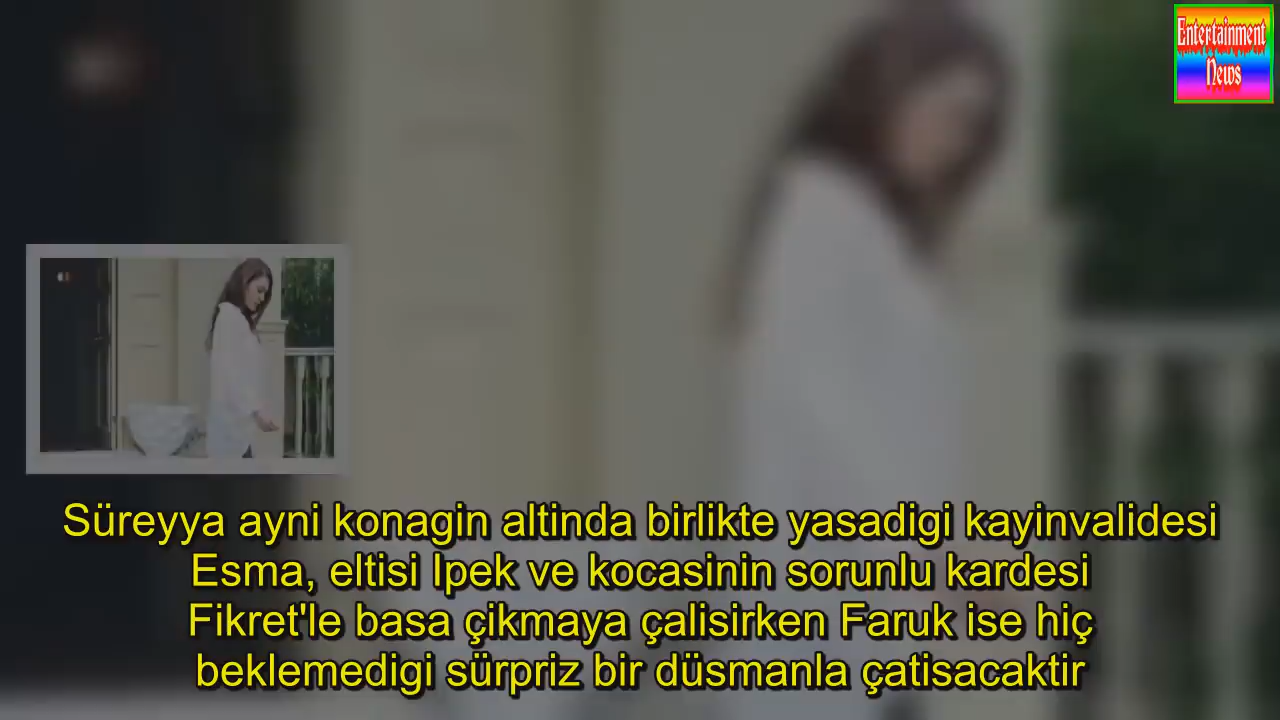 Entertainment
News
Süreyya ayni konagin altinda birlikte yasadigi kayinvalidesi
Esma, eltisi Ipek ve kocasinin sorunlu kardesi
Fikret'le basa çikmaya çalisirken Faruk ise hiç
beklemedigi sürpriz bir düsmanla çatisacaktir